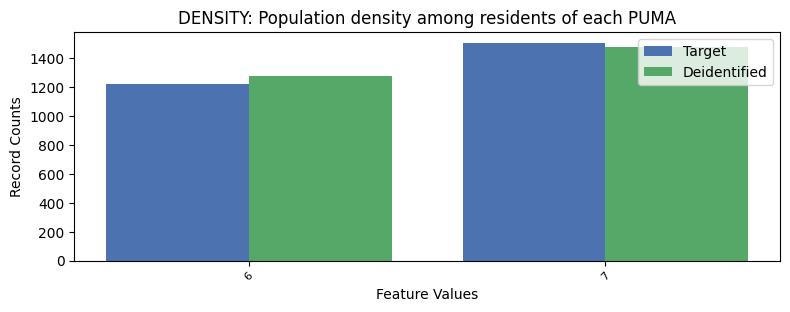 DENSITY: Population density among residents of each PUMA
Target
Deidentified
Record Counts
1400
1200
1000
800
600
400
200
0
6
7
Feature Values